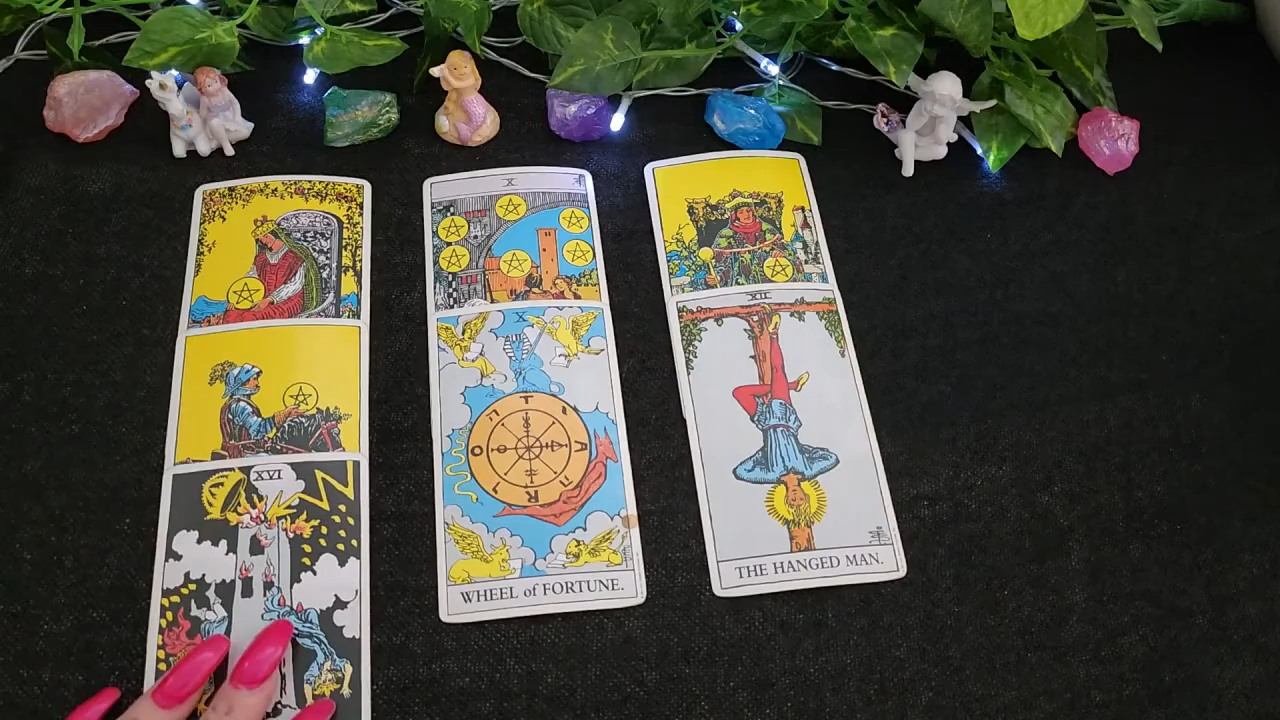 XVI
X
X
T
A
R
O
WHEEL of FORTUNE.
XII
THE HANGED MAN.